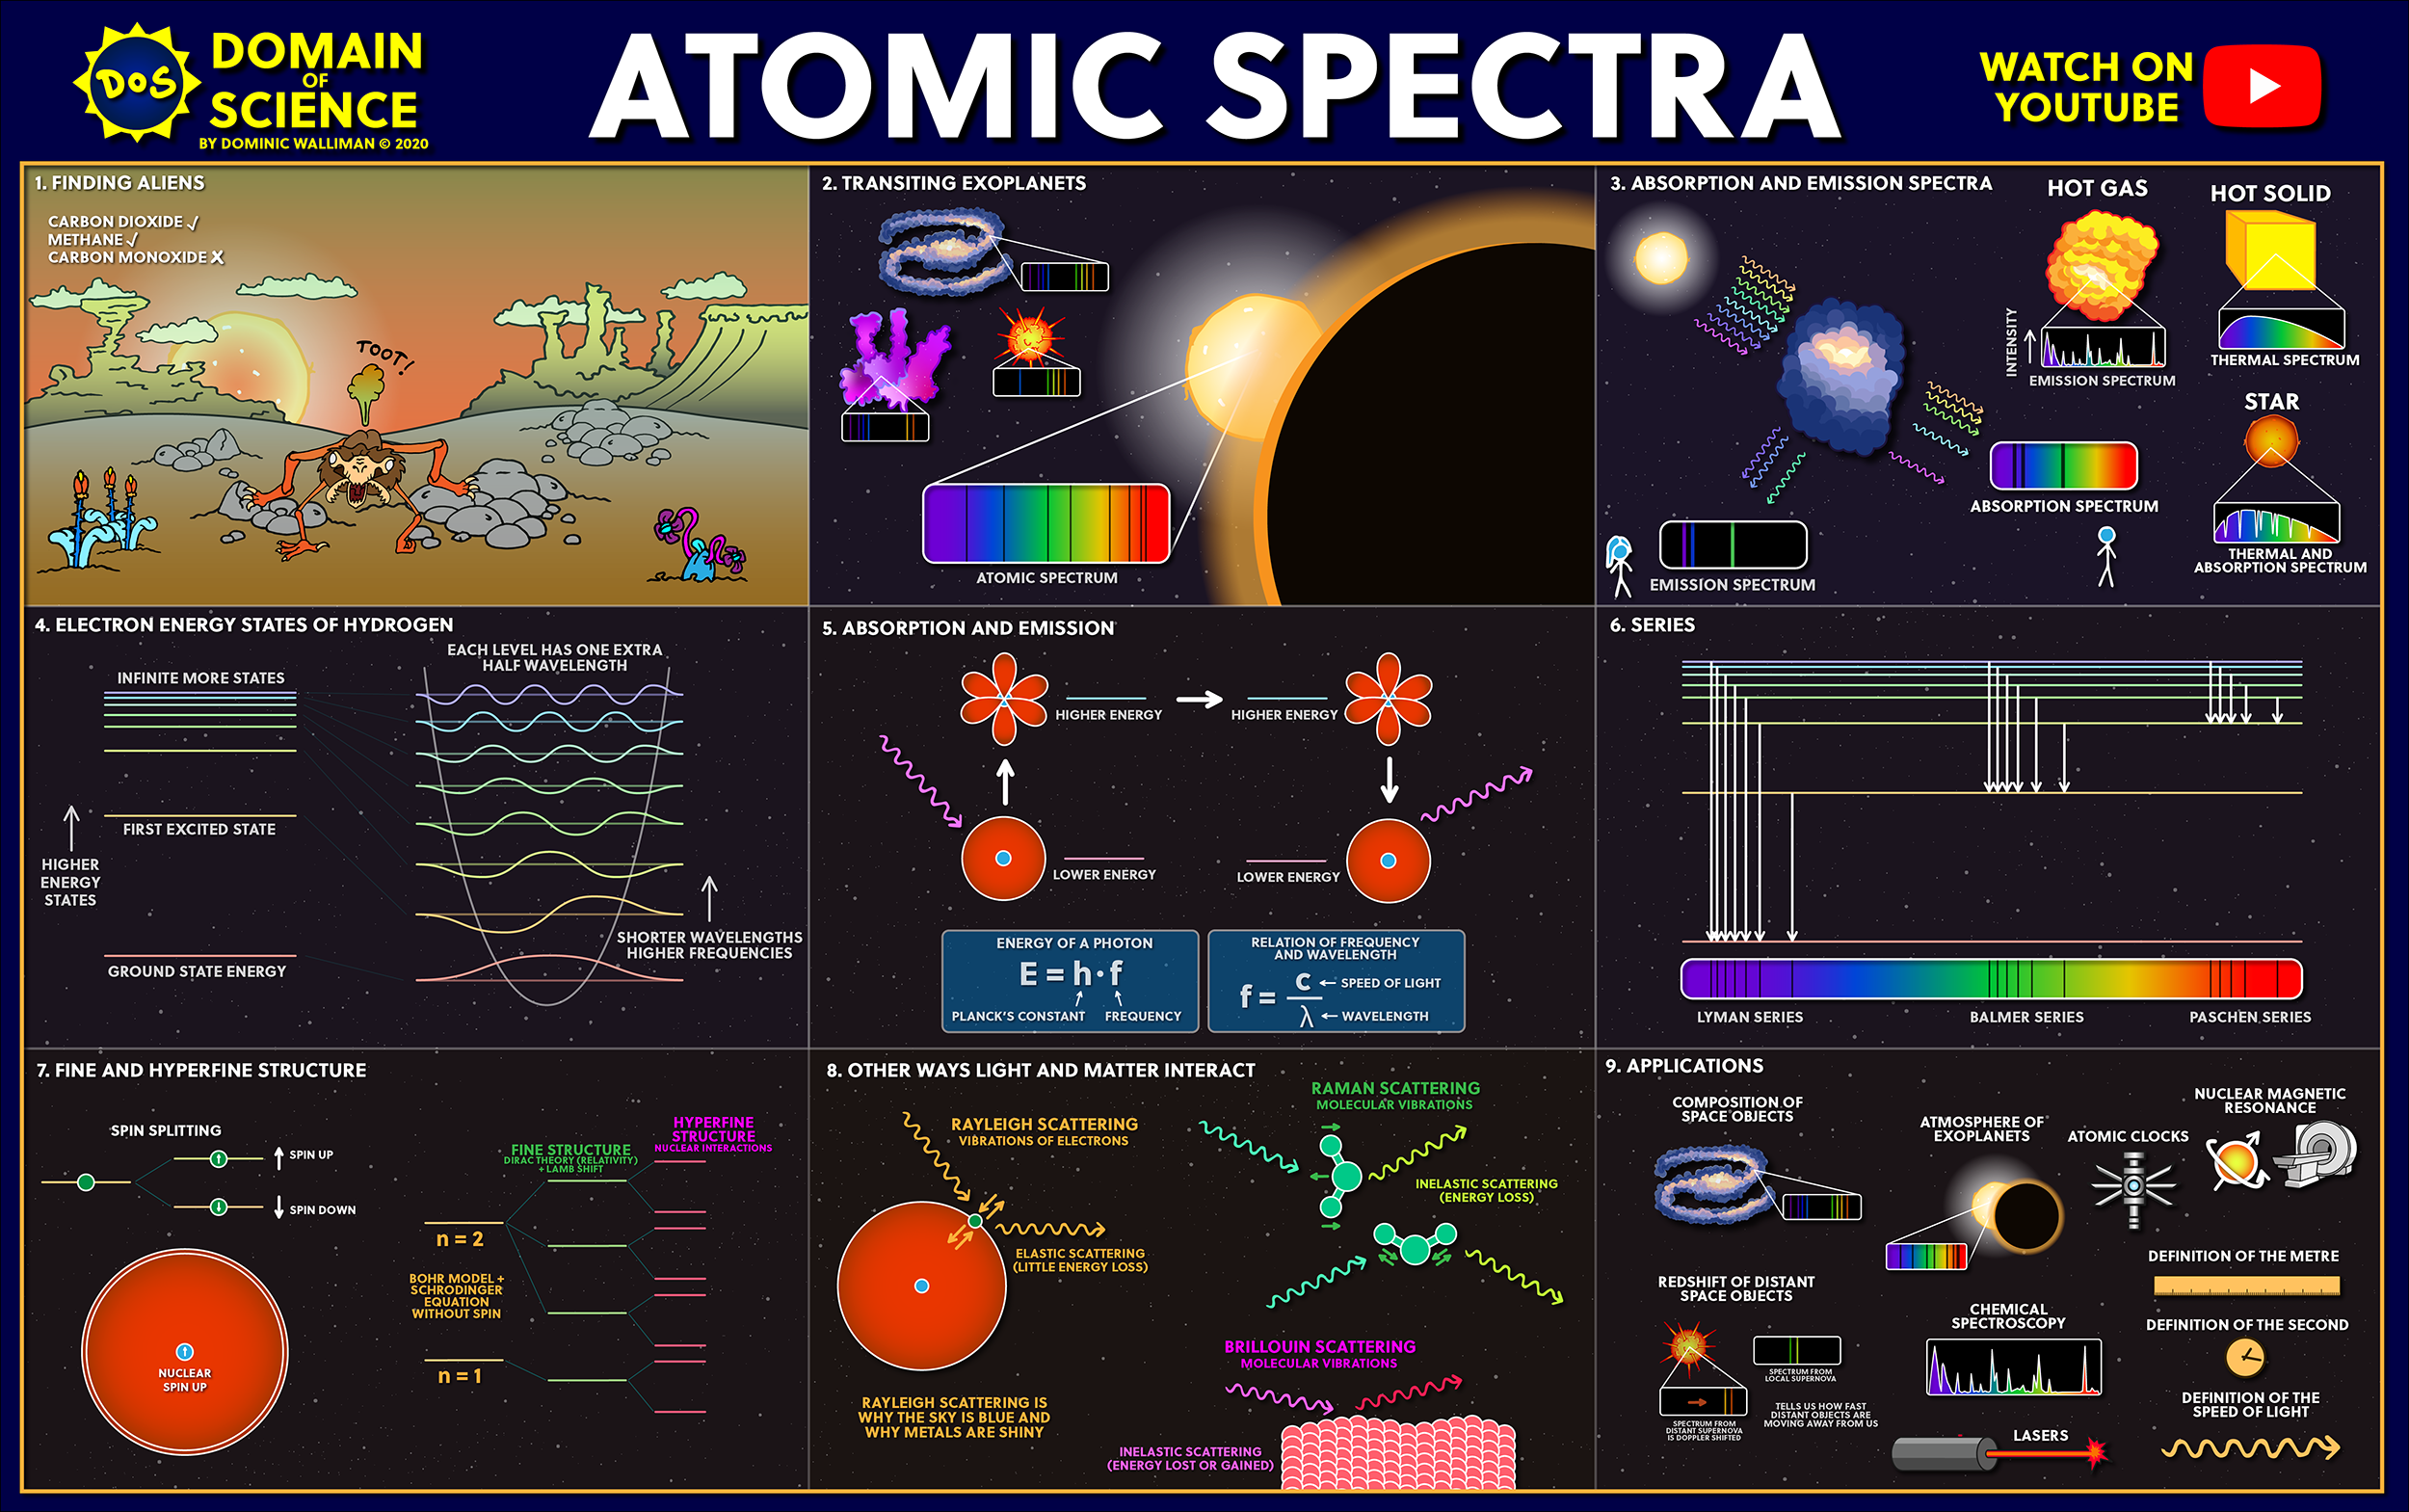 DOS
DOMAIN
OF
SCIENCE
BY DOMINIC WALLIMAN © 2020
ATOMIC SPECTRA
WATCH ON
YOUTUBE
1. FINDING ALIENS
CARBON DIOXIDE ✓
METHANE ✓
CARBON MONOXIDE ✗
TOOT!
2. TRANSITING EXOPLANETS
ATOMIC SPECTRUM
3. ABSORPTION AND EMISSION SPECTRA
HOT GAS
HOT SOLID
INTENSITY
EMISSION SPECTRUM
THERMAL SPECTRUM
STAR
ABSORPTION SPECTRUM
THERMAL AND
ABSORPTION SPECTRUM
EMISSION SPECTRUM
4. ELECTRON ENERGY STATES OF HYDROGEN
EACH LEVEL HAS ONE EXTRA
HALF WAVELENGTH
INFINITE MORE STATES
FIRST EXCITED STATE
HIGHER
ENERGY
STATES
SHORTER WAVELENGTHS
HIGHER FREQUENCIES
GROUND STATE ENERGY
5. ABSORPTION AND EMISSION
HIGHER ENERGY
HIGHER ENERGY
LOWER ENERGY
LOWER ENERGY
ENERGY OF A PHOTON
E = h·f
PLANCK'S CONSTANT
FREQUENCY
RELATION OF FREQUENCY
AND WAVELENGTH
f = c/λ
SPEED OF LIGHT
WAVELENGTH
6. SERIES
LYMAN SERIES
BALMER SERIES
PASCHEN SERIES
7. FINE AND HYPERFINE STRUCTURE
SPIN SPLITTING
SPIN UP
SPIN DOWN
NUCLEAR
SPIN UP
HYPERFINE
STRUCTURE
NUCLEAR INTERACTIONS
FINE STRUCTURE
DIRAC THEORY (RELATIVITY)
+ LAMB SHIFT
n = 2
BOHR MODEL +
SCHRODINGER
EQUATION
WITHOUT SPIN
n = 1
8. OTHER WAYS LIGHT AND MATTER INTERACT
RAYLEIGH SCATTERING
VIBRATIONS OF ELECTRONS
ELASTIC SCATTERING
(LITTLE ENERGY LOSS)
RAYLEIGH SCATTERING IS
WHY THE SKY IS BLUE AND
WHY METALS ARE SHINY
RAMAN SCATTERING
MOLECULAR VIBRATIONS
INELASTIC SCATTERING
(ENERGY LOSS)
BRILLOUIN SCATTERING
MOLECULAR VIBRATIONS
INELASTIC SCATTERING
(ENERGY LOST OR GAINED)
9. APPLICATIONS
COMPOSITION OF
SPACE OBJECTS
ATMOSPHERE OF
EXOPLANETS
ATOMIC CLOCKS
NUCLEAR MAGNETIC
RESONANCE
REDSHIFT OF DISTANT
SPACE OBJECTS
SPECTRUM FROM
LOCAL SUPERNOVA
SPECTRUM FROM
DISTANT SUPERNOVA
IS DOPPLER SHIFTED
TELLS US HOW FAST
DISTANT OBJECTS ARE
MOVING AWAY FROM US
CHEMICAL
SPECTROSCOPY
LASERS
DEFINITION OF THE METRE
DEFINITION OF THE SECOND
DEFINITION OF THE
SPEED OF LIGHT